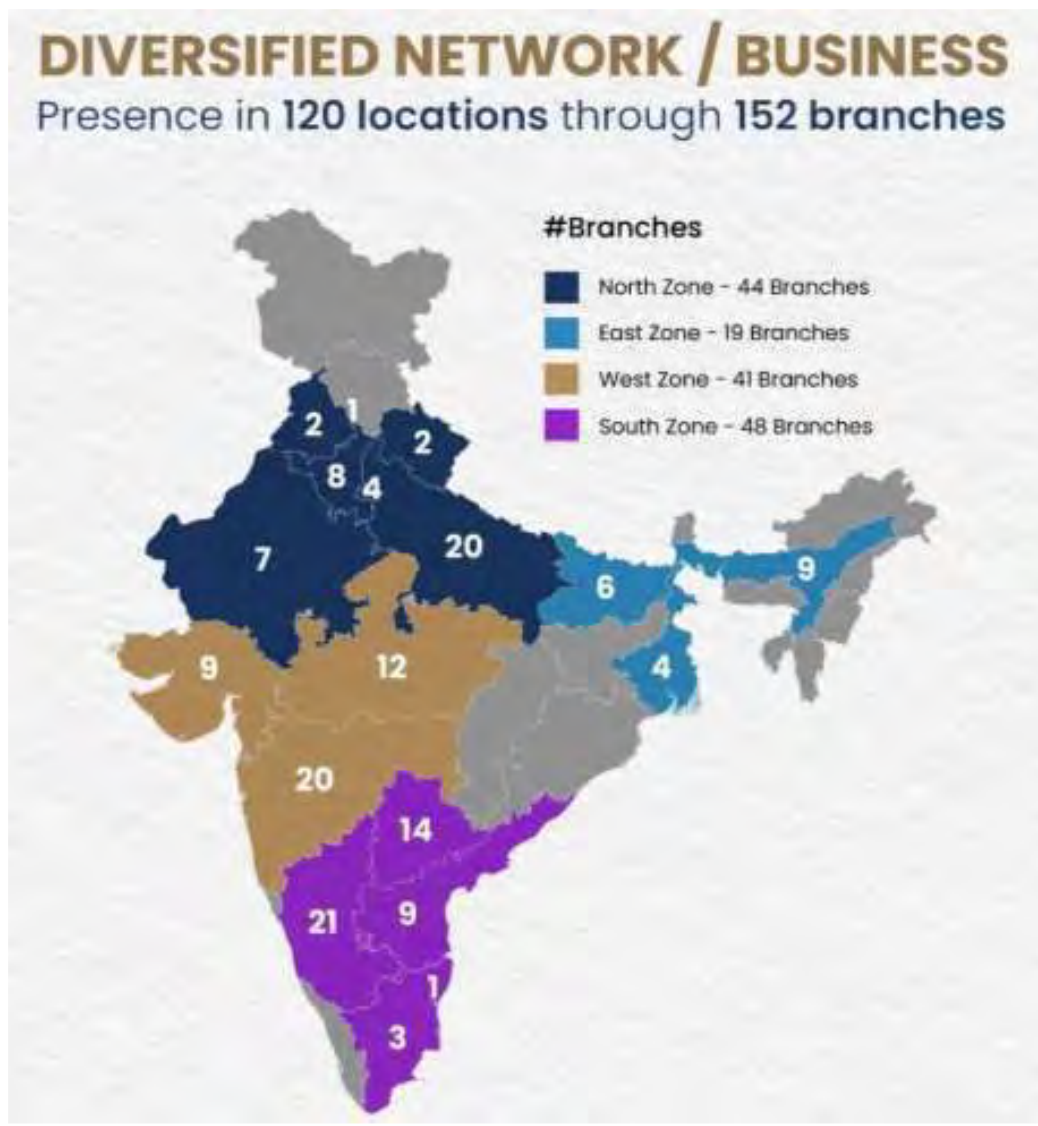 DIVERSIFIED NETWORK / BUSINESS
Presence in 120 locations through 152 branches
#Branches
North Zone - 44 Branches
East Zone - 19 Branches
West Zone - 41 Branches
South Zone - 48 Branches
2
1
2
8
4
7
20
6
9
9
12
4
20
14
21
9
1
3